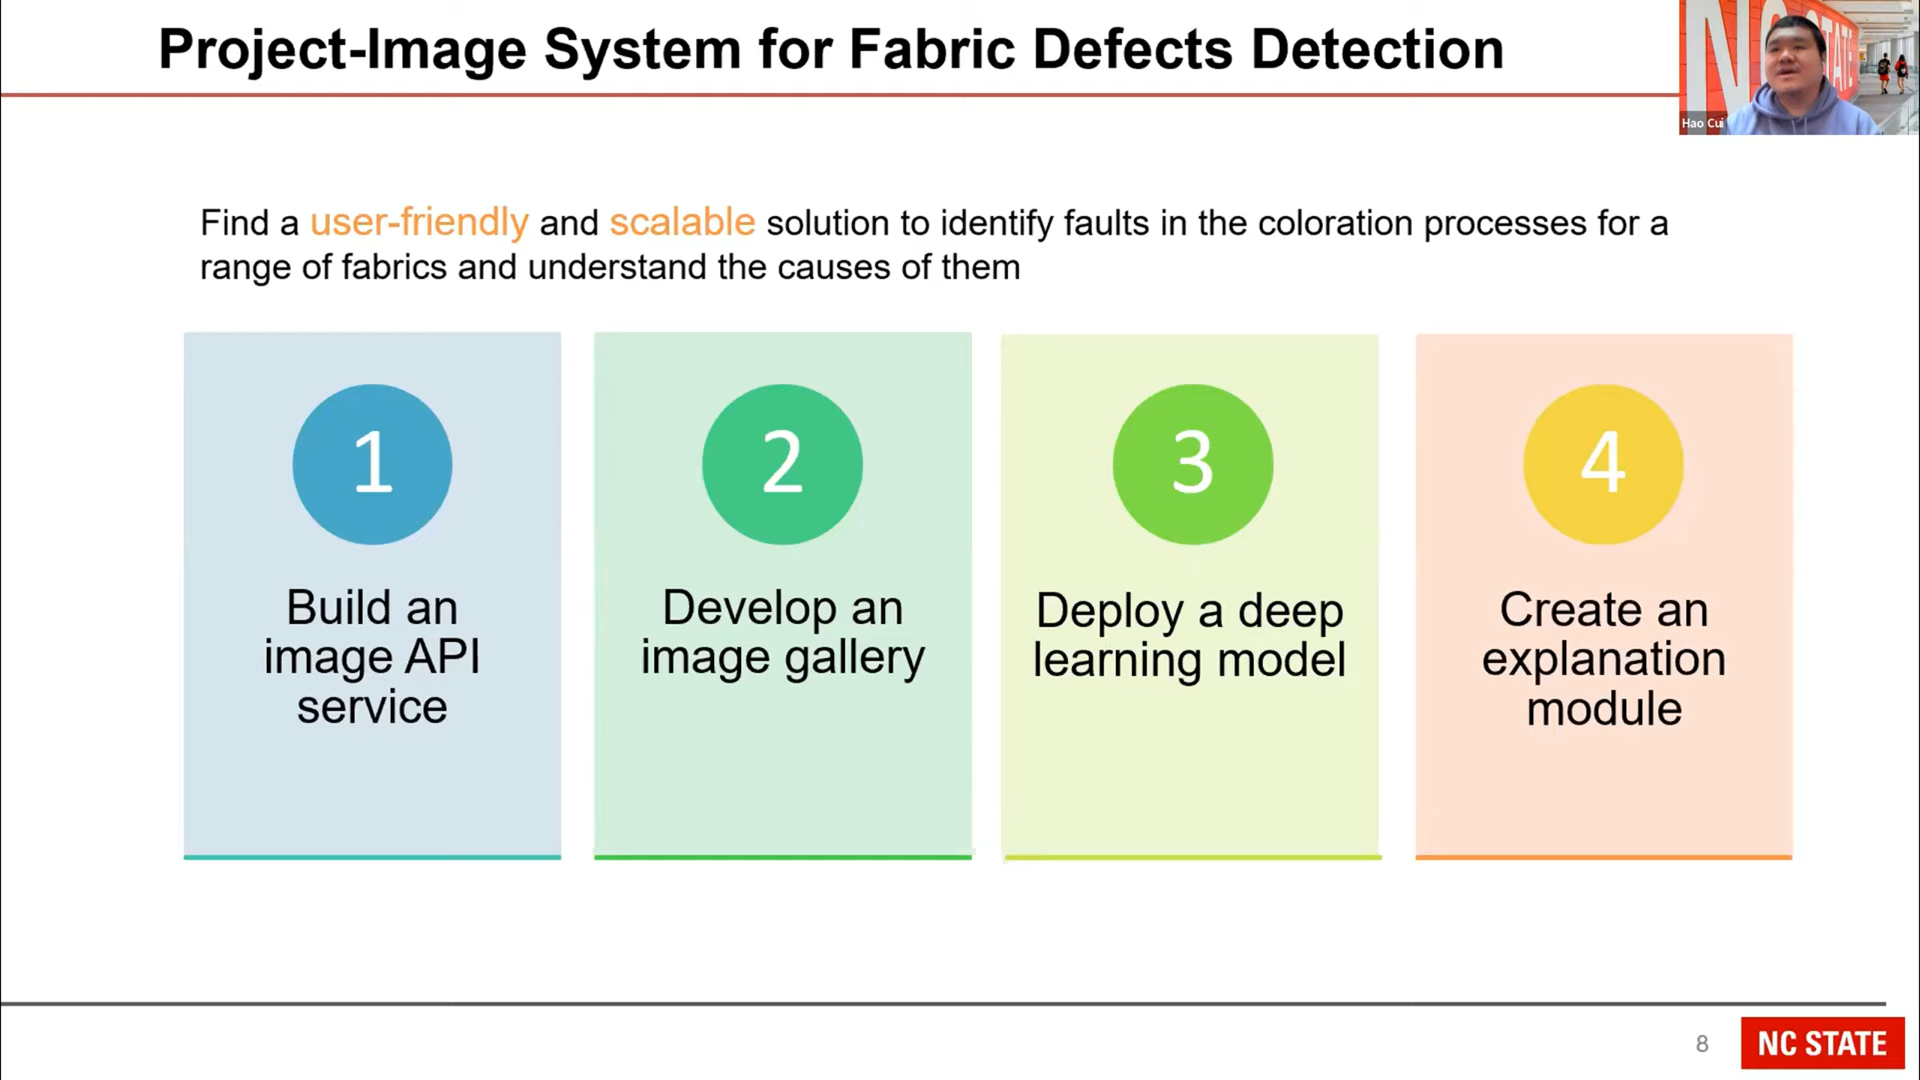 Project-Image System for Fabric Defects Detection
NC STATE
Hao Cui
Find a user-friendly and scalable solution to identify faults in the coloration processes for a
range of fabrics and understand the causes of them
1
Build an
image API
service
2
Develop an
image gallery
3
Deploy a deep
learning model
4
Create an
explanation
module
8
NC STATE